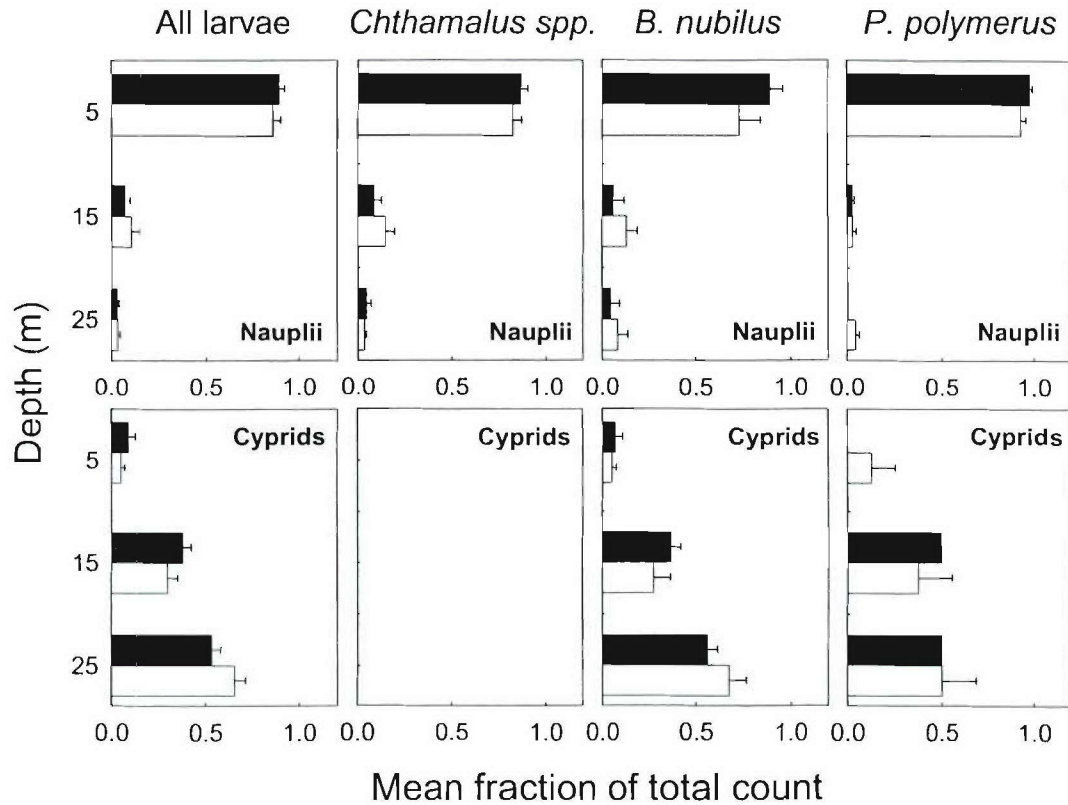 All larvae Chthamalus spp. B. nubilus P. polymerus
5
15
25
Nauplii Nauplii Nauplii Nauplii
0.0 0.5 1.0 0.0 0.5 1.0 0.0 0.5 1.0 0.0 0.5 1.0
Depth (m)
Cyprids Cyprids Cyprids Cyprids
5
15
25
0.0 0.5 1.0 0.0 0.5 1.0 0.0 0.5 1.0 0.0 0.5 1.0
Mean fraction of total count